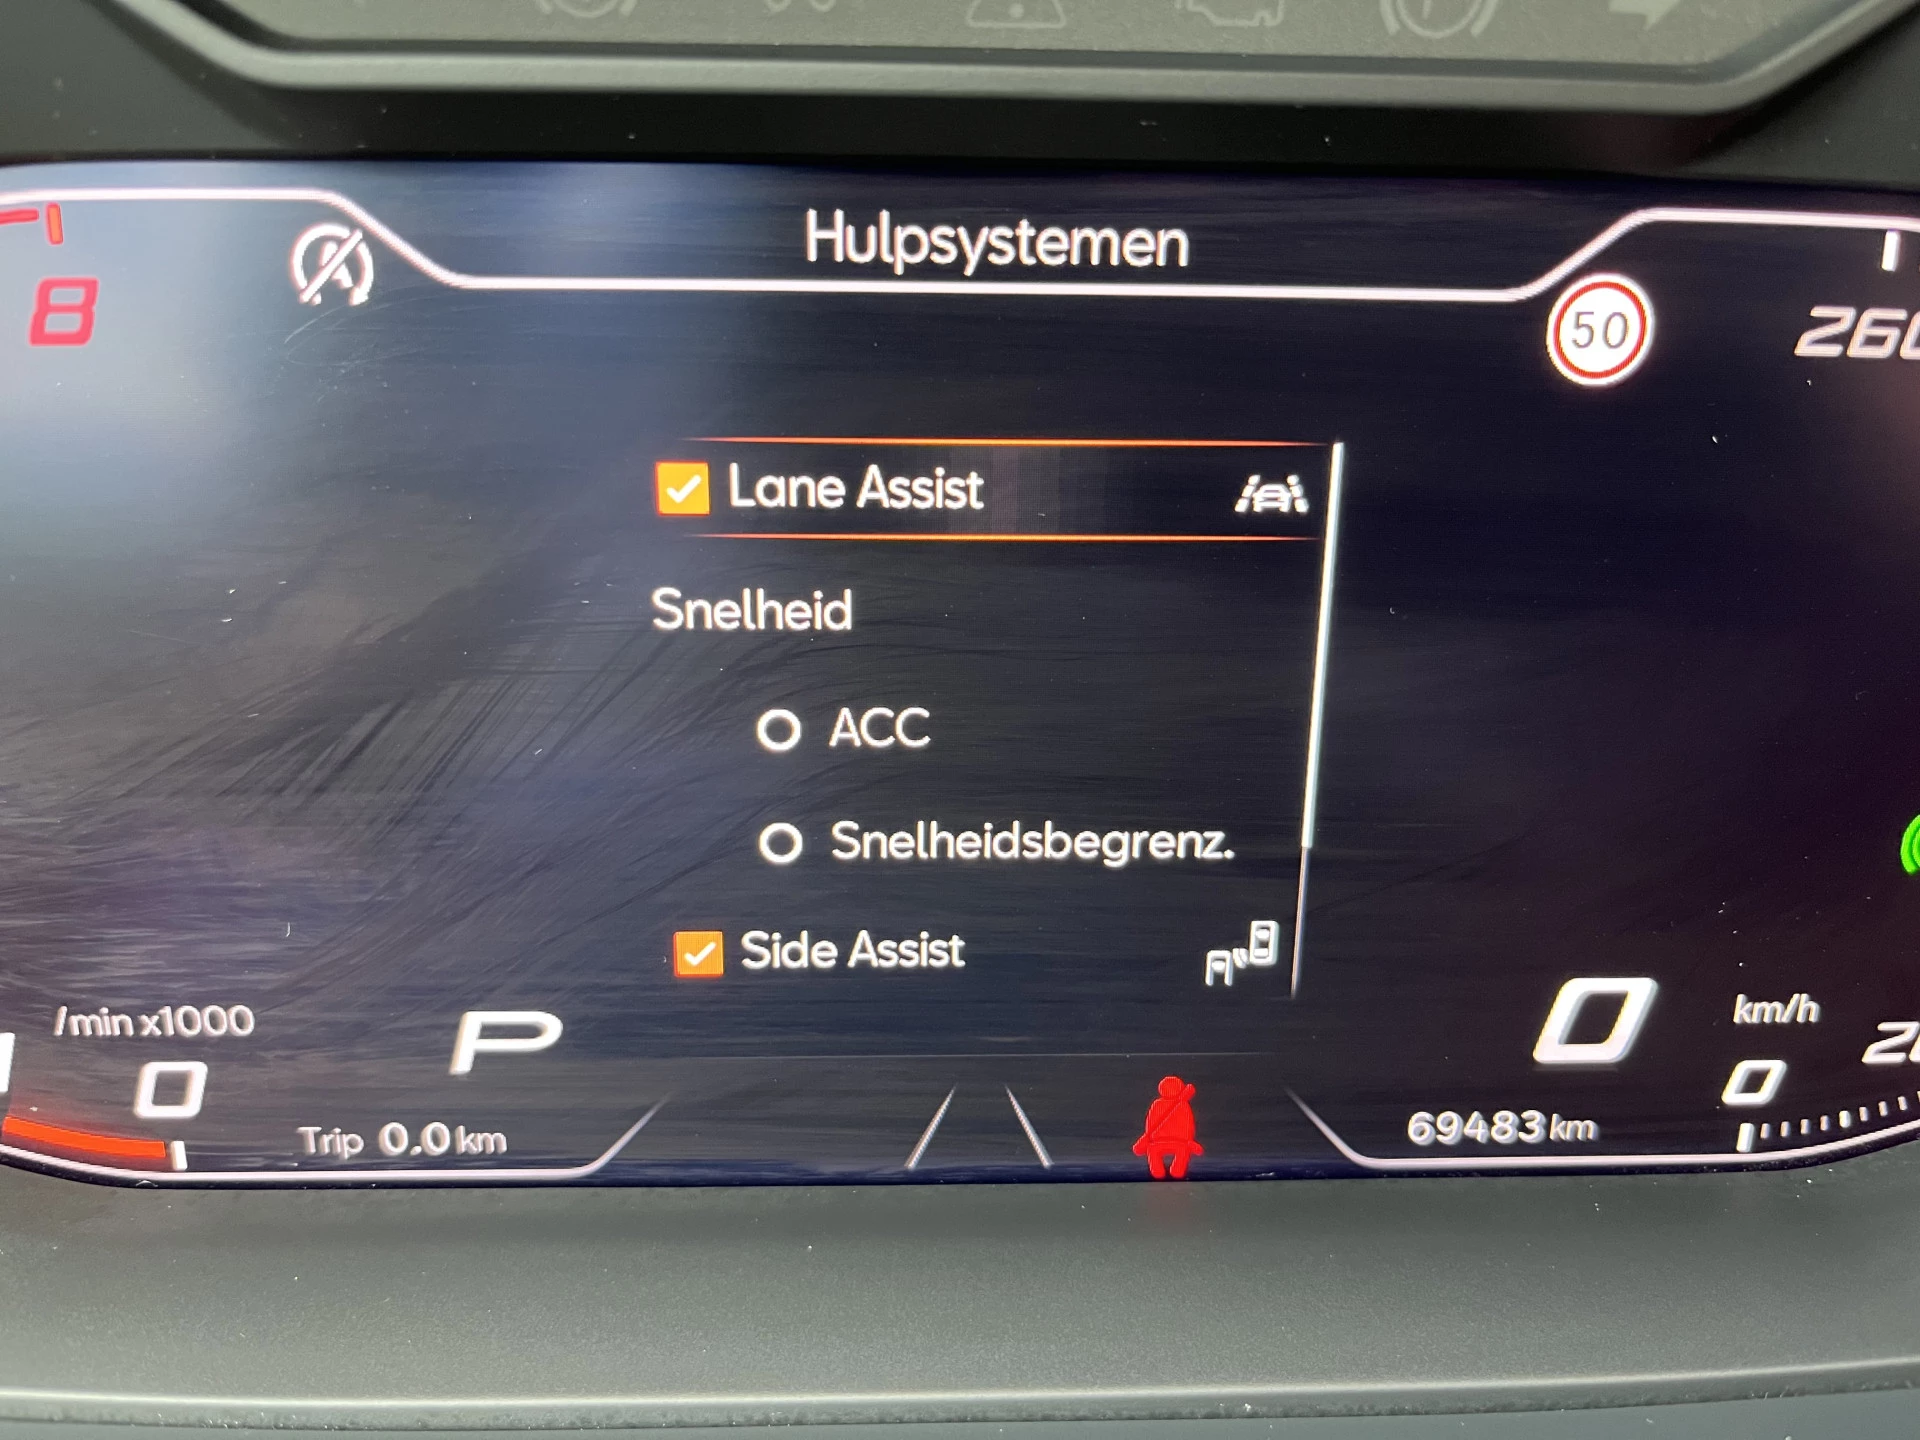 Hulpsystemen
8
50
Lane Assist
Snelheid
ACC
Snelheidsbegrenz.
Side Assist
/min x1000
P
0
km/h
0
0
Trip 0.0 km
69483 km